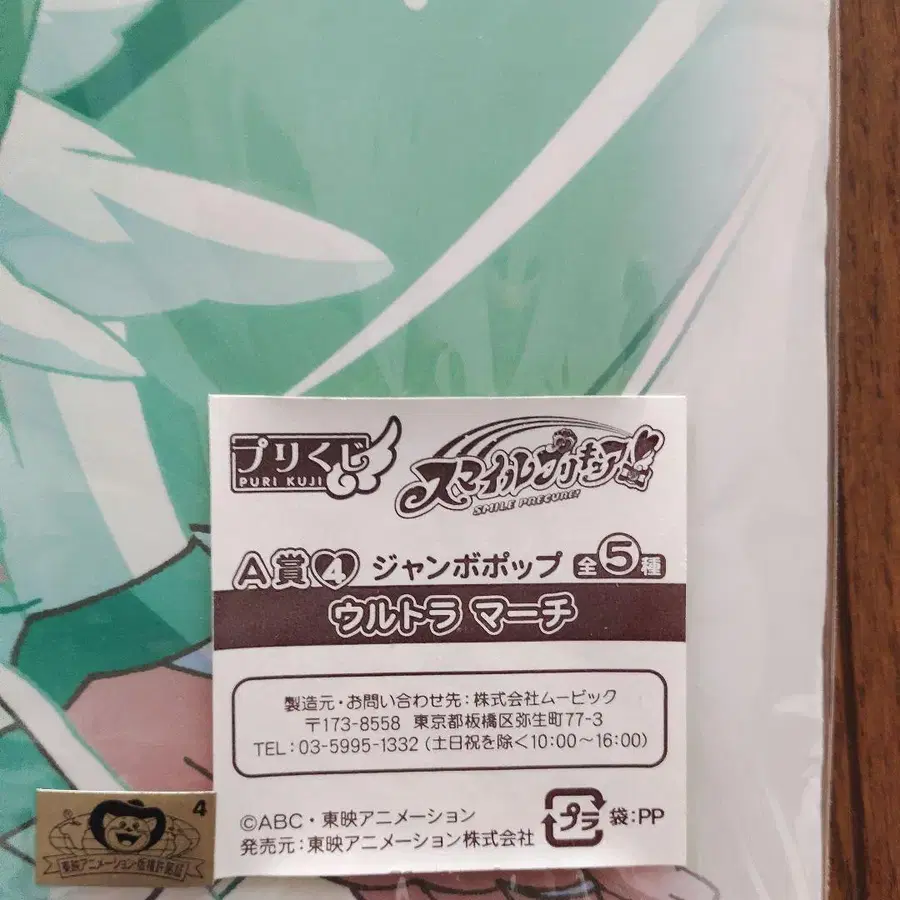 プリくじ
PURI KUJI
スマイルプリキュア!
SMILE PRECURE!
A賞 4 ジャンボポップ 全5種
ウルトラ マーチ
製造元・お問い合わせ先:株式会社ムービック
〒173-8558 東京都板橋区弥生町77-3
TEL:03-5995-1332 (土日祝を除く10:00〜16:00)
©ABC・東映アニメーション
発売元:東映アニメーション株式会社
プラ 袋:PP
4
東映アニメーション版権許諾証